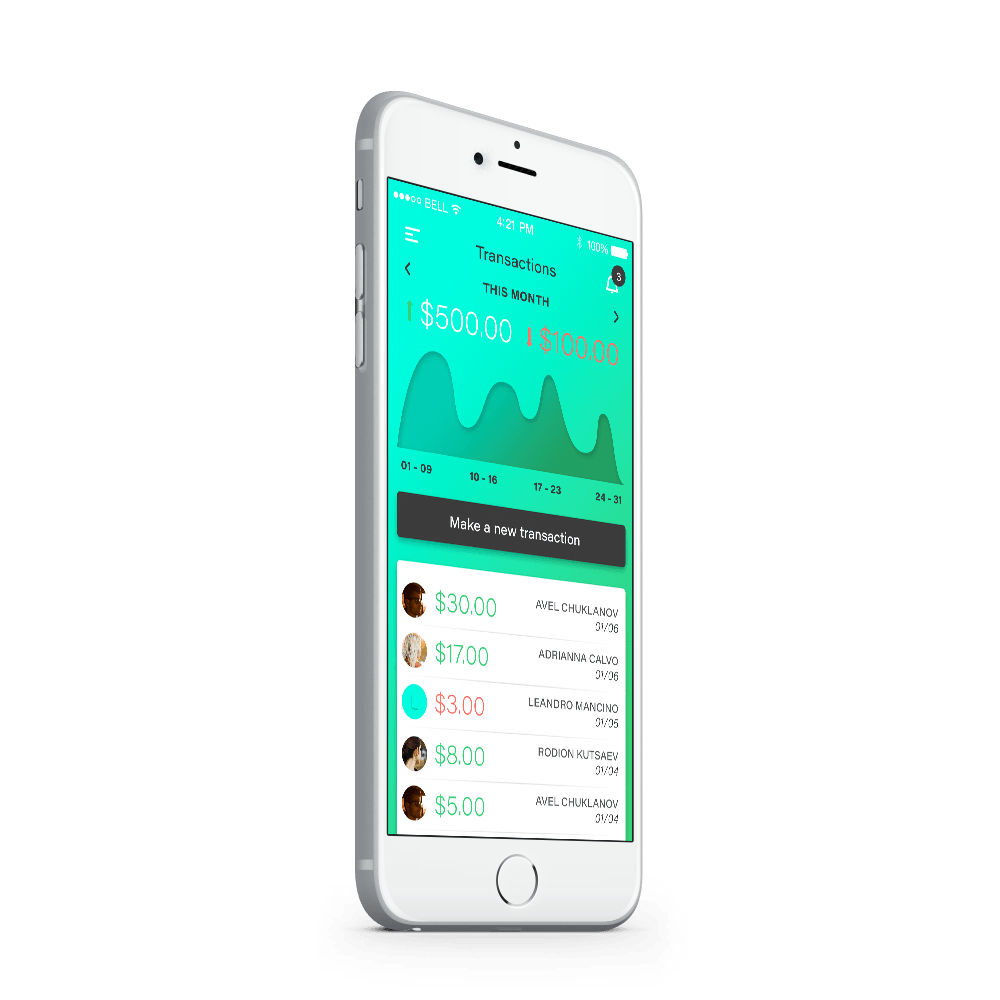 BELL 4:21 PM 100%
Transactions
3
THIS MONTH
$500.00 $100.00
01 - 09 10 - 16 17 - 23 24 - 31
Make a new transaction
$30.00 AVEL CHUKLANOV
01/06
$17.00 ADRIANNA CALVO
01/06
L $3.00 LEANDRO MANCINO
01/05
$8.00 RODION KUTSAEV
01/04
$5.00 AVEL CHUKLANOV
01/04